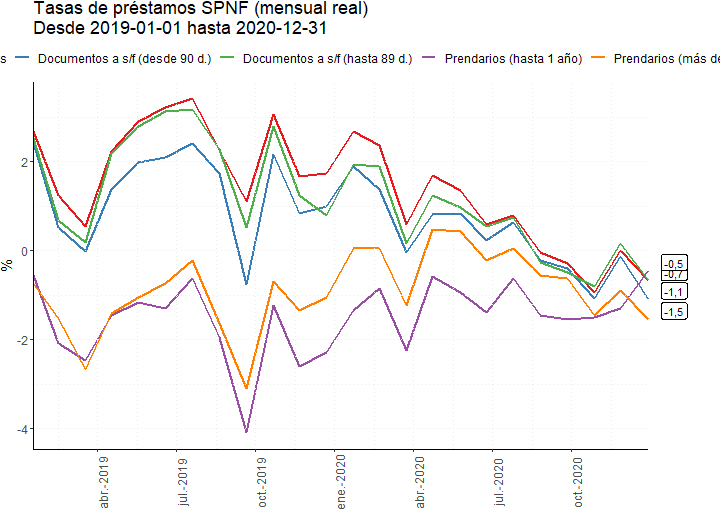 Tasas de préstamos SPNF (mensual real)
Desde 2019-01-01 hasta 2020-12-31
s Documentos a s/f (desde 90 d.) Documentos a s/f (hasta 89 d.) Prendarios (hasta 1 año) Prendarios (más de
%
2
0
-2
-4
-0,5
-0,7
-1,1
-1,5
abr.-2019
jul.-2019
oct.-2019
ene.-2020
abr.-2020
jul.-2020
oct.-2020